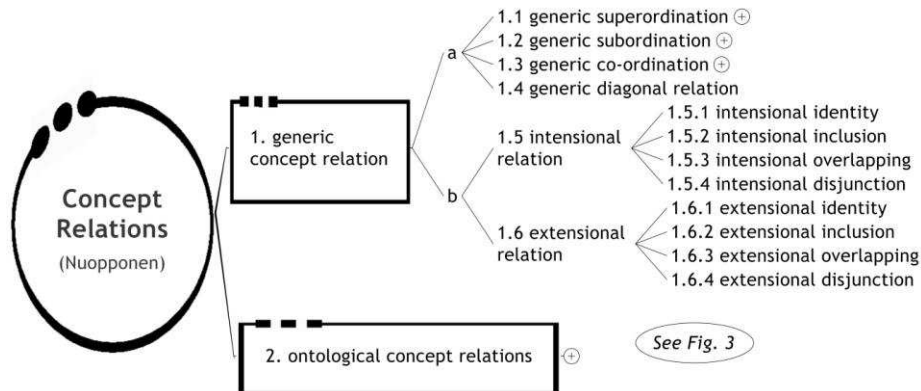 Concept
Relations
(Nuopponen)
1. generic
concept relation
a
1.1 generic superordination
1.2 generic subordination
1.3 generic co-ordination
1.4 generic diagonal relation
b
1.5 intensional
relation
1.5.1 intensional identity
1.5.2 intensional inclusion
1.5.3 intensional overlapping
1.5.4 intensional disjunction
1.6 extensional
relation
1.6.1 extensional identity
1.6.2 extensional inclusion
1.6.3 extensional overlapping
1.6.4 extensional disjunction
2. ontological concept relations
See Fig. 3